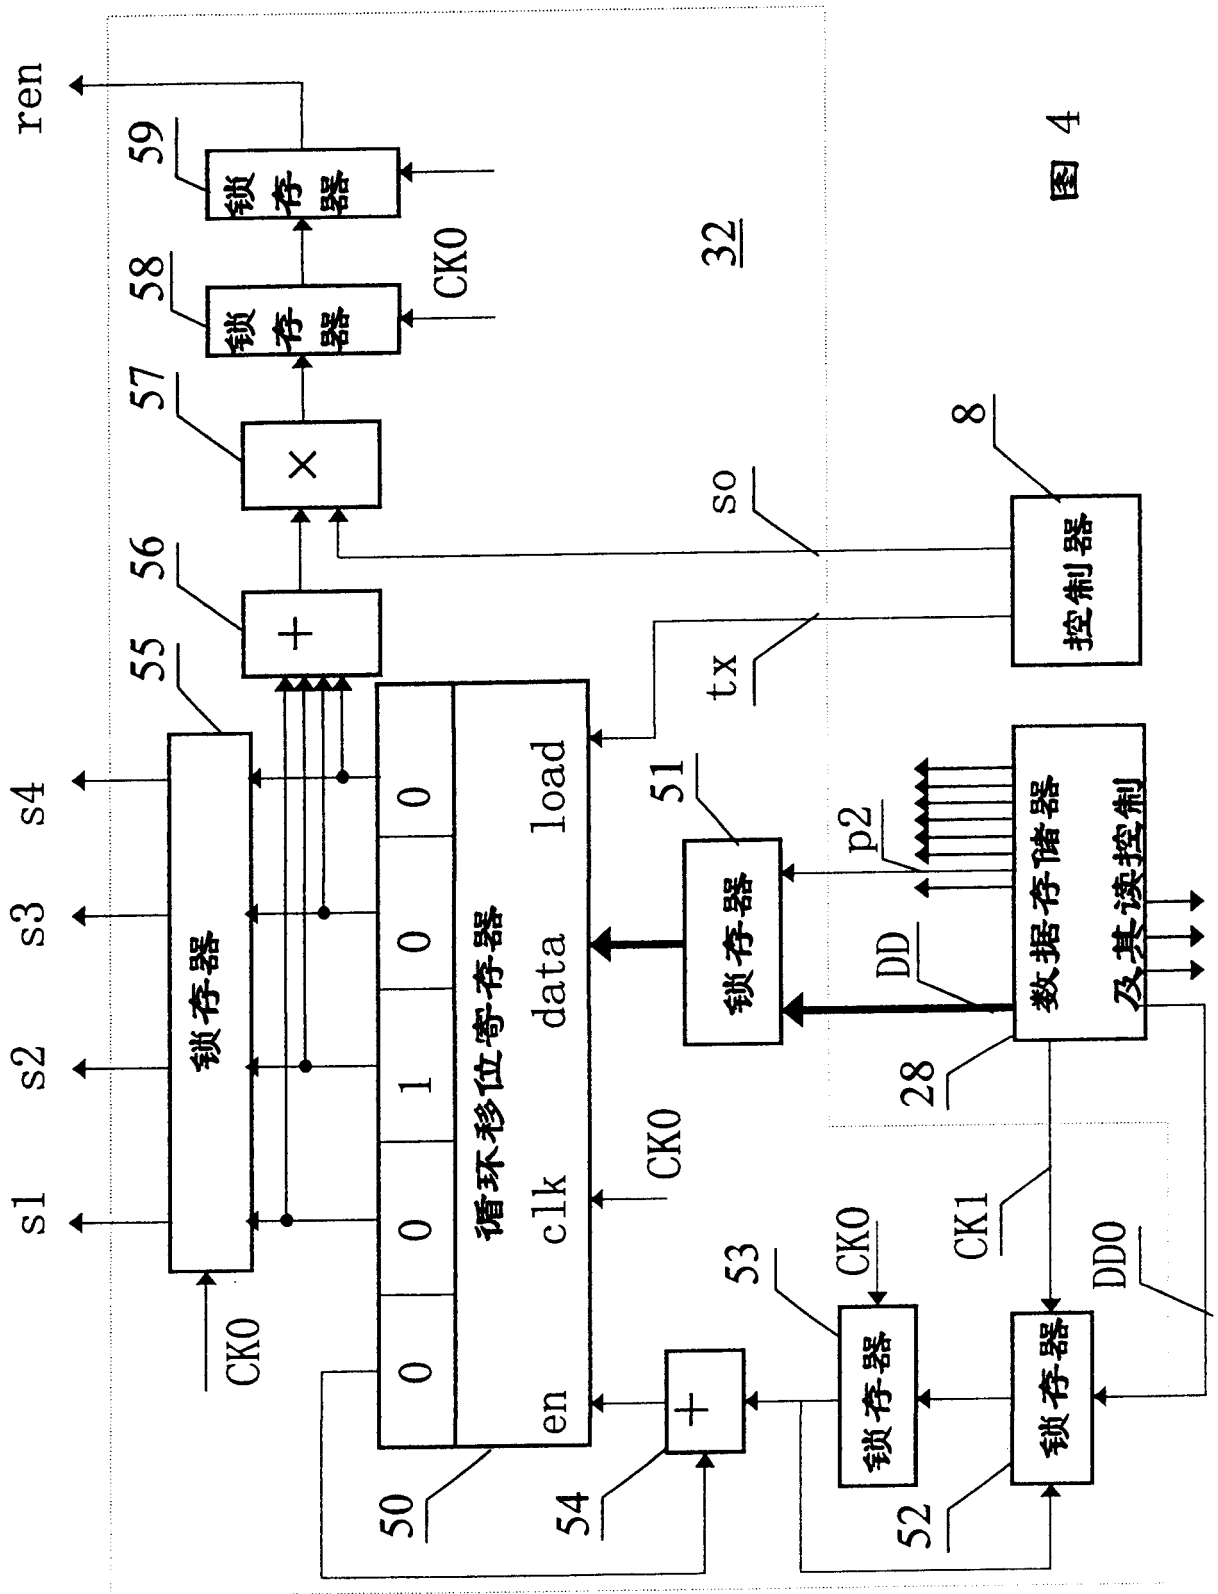 s1
s2
s3
s4
ren
CK0
锁存器
55
56
+
57
×
58
锁存器
59
锁存器
CK0
0
0
1
0
0
循环移位寄存器
en
clk
data
load
50
CK0
54
+
锁存器
51
tx
so
32
53
锁存器
CK0
DD
p2
52
锁存器
CK1
DD0
28
数据存储器
及其读控制
控制器
8
图 4